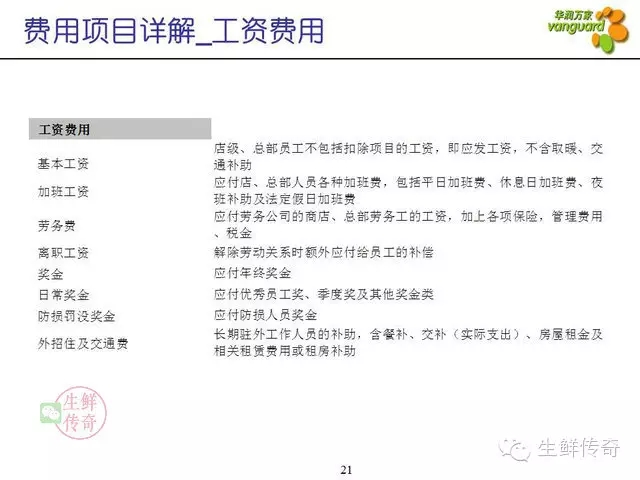 费用项目详解_工资费用
华润万家
vanguard
工资费用
基本工资
店级、总部员工不包括扣除项目的工资，即应发工资，不含取暖、交
通补助
加班工资
应付店、总部人员各种加班费，包括平日加班费、休息日加班费、夜
班补助及法定假日加班费
劳务费
应付劳务公司的商店、总部劳务工的工资，加上各项保险，管理费用
、税金
离职工资
解除劳动关系时额外应付给员工的补偿
奖金
应付年终奖金
日常奖金
应付优秀员工奖、季度奖及其他奖金类
防损罚没奖金
应付防损人员奖金
外招住及交通费
长期驻外工作人员的补助，含餐补、交补（实际支出）、房屋租金及
相关租赁费用或租房补助
生鲜
传奇
生鲜传奇
21